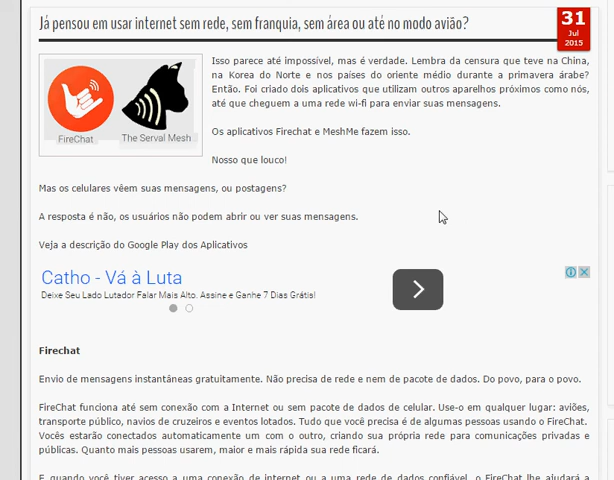 Já pensou em usar internet sem rede, sem franquia, sem área ou até no modo avião?
31
Jul
2015
FireChat
The Serval Mesh
Isso parece até impossível, mas é verdade. Lembra da censura que teve na China,
na Korea do Norte e nos países do oriente médio durante a primavera árabe?
Então. Foi criado dois aplicativos que utilizam outros aparelhos próximos como nós,
até que cheguem a uma rede wi-fi para enviar suas mensagens.
Os aplicativos Firechat e MeshMe fazem isso.
Nosso que louco!
Mas os celulares vêem suas mensagens, ou postagens?
A resposta é não, os usuários não podem abrir ou ver suas mensagens.
Veja a descrição do Google Play dos Aplicativos
Catho - Vá à Luta
Deixe Seu Lado Lutador Falar Mais Alto. Assine e Ganhe 7 Dias Grátis!
Firechat
Envio de mensagens instantâneas gratuitamente. Não precisa de rede e nem de pacote de dados. Do povo, para o povo.
FireChat funciona até sem conexão com a Internet ou sem pacote de dados de celular. Use-o em qualquer lugar: aviões,
transporte público, navios de cruzeiros e eventos lotados. Tudo que você precisa é de algumas pessoas usando o FireChat.
Vocês estarão conectados automaticamente um com o outro, criando sua própria rede para comunicações privadas e
públicas. Quanto mais pessoas usarem, maior e mais rápida sua rede ficará.
E quando você tiver acesso a uma conexão de internet ou a uma rede de dados confiável, o FireChat lhe ajudará a